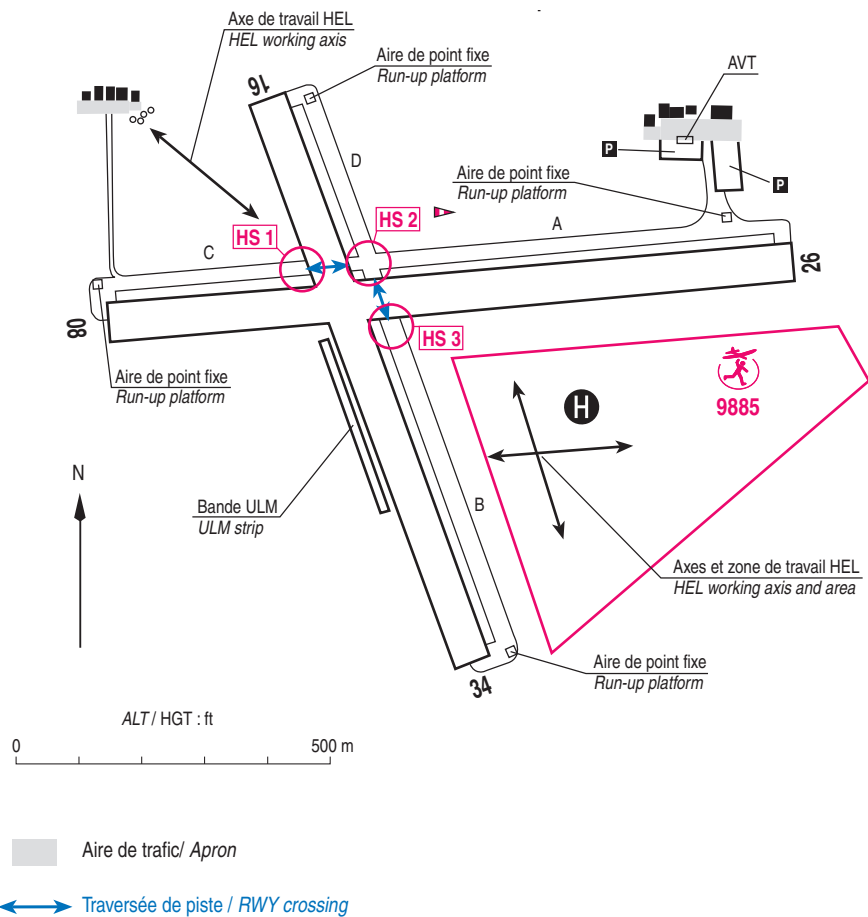 Axe de travail HEL
HEL working axis
Aire de point fixe
Run-up platform
AVT
16
P
D
Aire de point fixe
Run-up platform
P
HS 2
A
HS 1
C
26
08
HS 3
Aire de point fixe
Run-up platform
H
9885
N
Bande ULM
ULM strip
B
Axes et zone de travail HEL
HEL working axis and area
Aire de point fixe
Run-up platform
34
ALT / HGT : ft
0 500 m
Aire de trafic/ Apron
Traversée de piste / RWY crossing